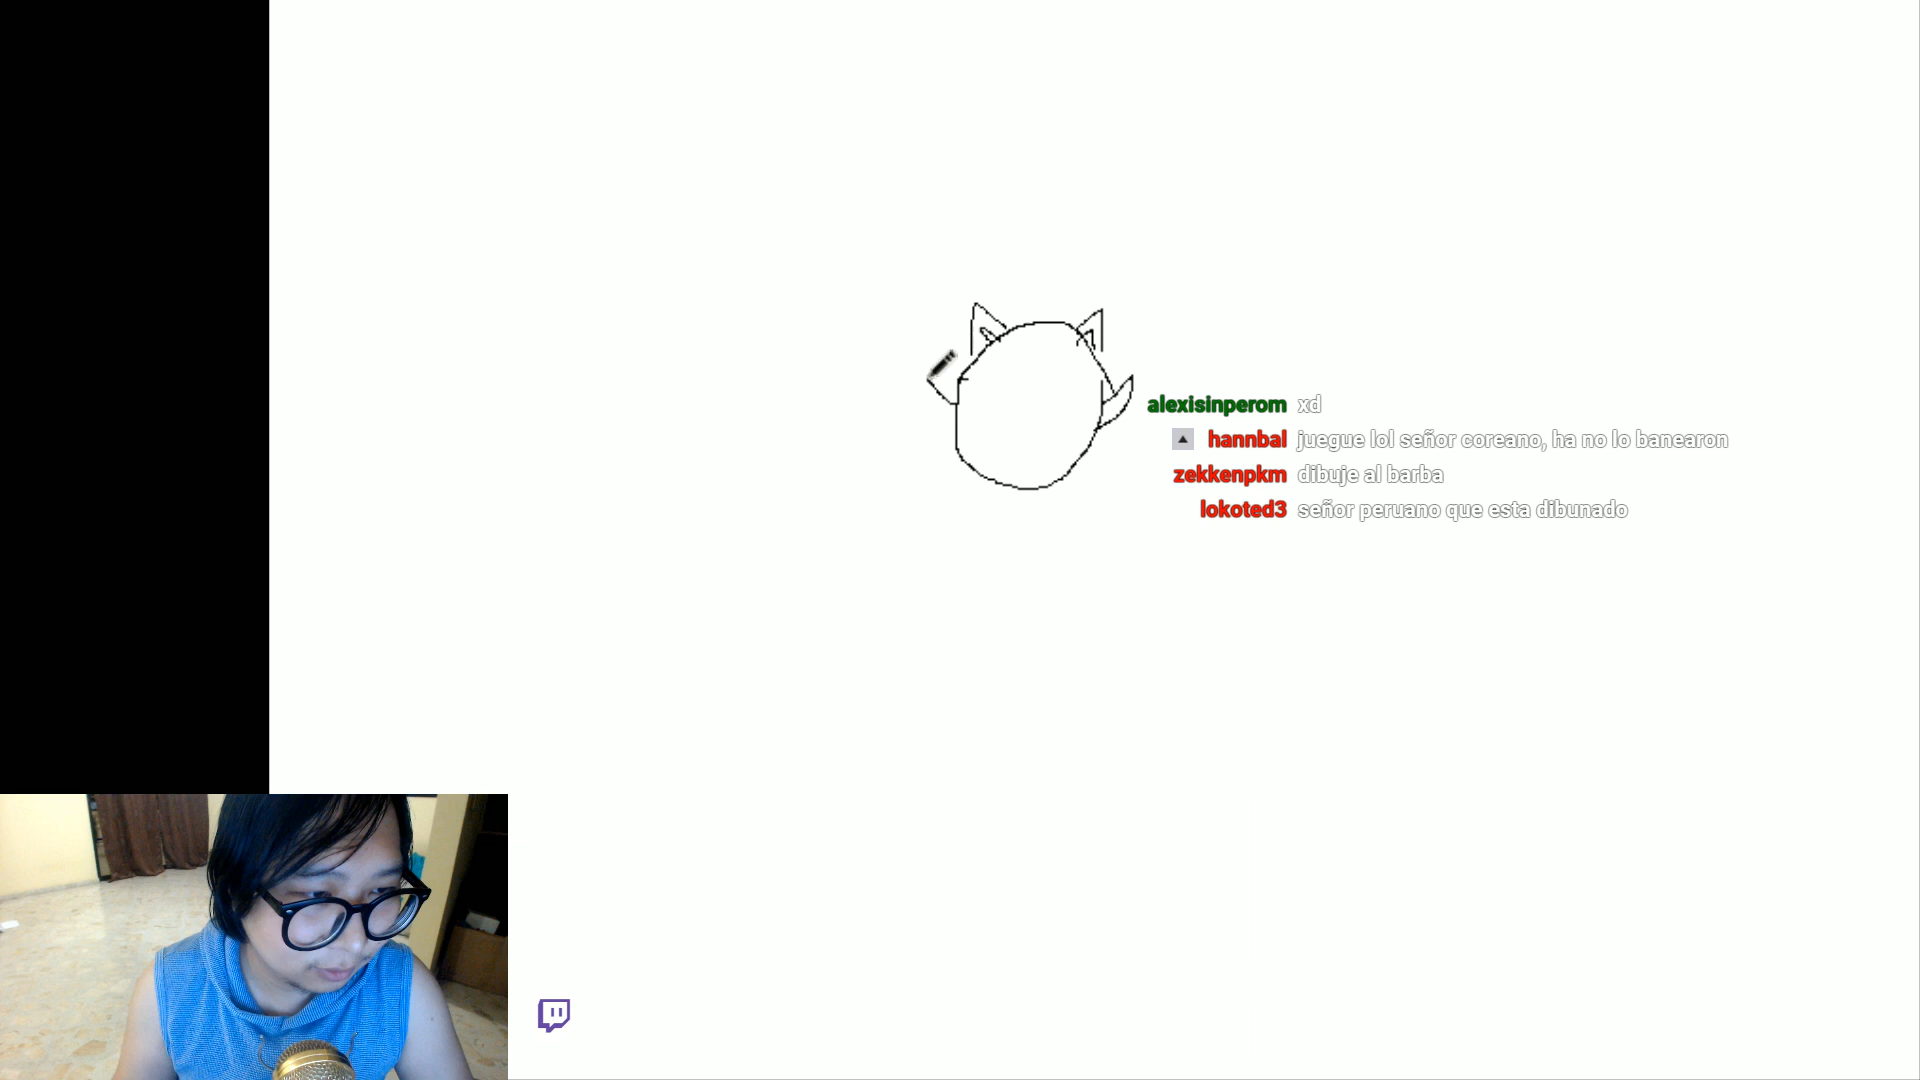 alexisinperom xd
hannbal juegue lol señor coreano, ha no lo banearon
zekkenpkm dibuje al barba
lokoted3 señor peruano que esta dibunado